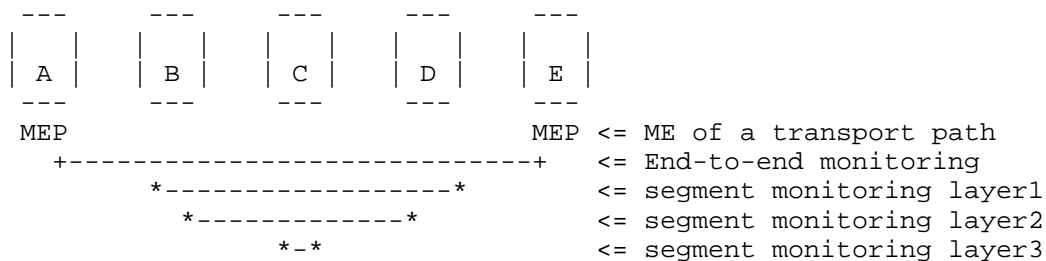 ---       ---       ---       ---       ---
|   |     |   |     |   |     |   |     |   |
| A |     | B |     | C |     | D |     | E |
 ---       ---       ---       ---       ---
 MEP                                     MEP <= ME of a transport path
   +-----------------------------+    <= End-to-end monitoring
         *------------------*         <= segment monitoring layer1
           *-------------*            <= segment monitoring layer2
                 *-*                  <= segment monitoring layer3